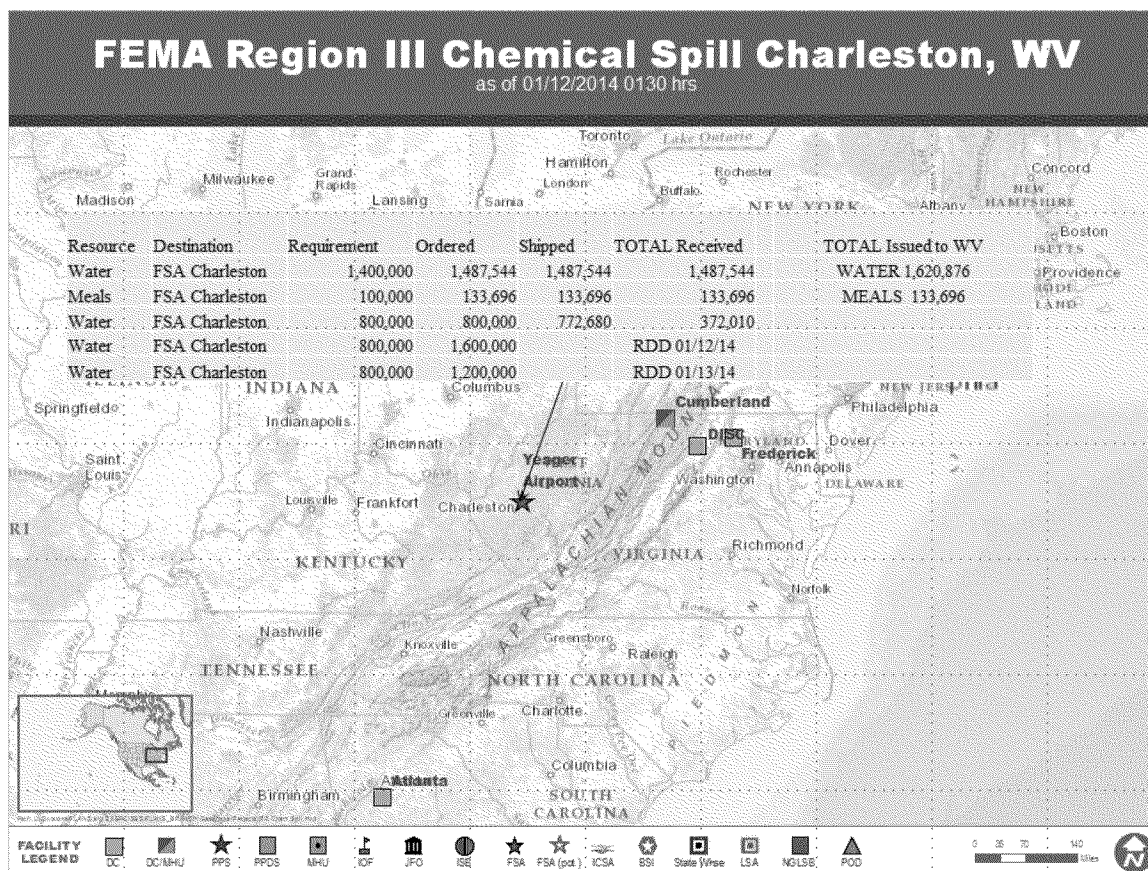 FEMA Region III Chemical Spill Charleston, WV
as of 01/12/2014 0130 hrs
Toronto
Lake Ontario
Hamilton
London
Rochester
Buffalo
Sarnia
Milwaukee
Grand Rapids
Madison
Lansing
Concord
NEW HAMPSHIRE
Albany
NEW YORK
Boston
Providence
Resource Destination Requirement Ordered Shipped TOTAL Received TOTAL Issued to WV
Water FSA Charleston 1,400,000 1,487,544 1,487,544 1,487,544 WATER 1,620,876
Meals FSA Charleston 100,000 133,696 133,696 133,696 MEALS 133,696
Water FSA Charleston 800,000 800,000 772,680 372,010
Water FSA Charleston 800,000 1,600,000 RDD 01/12/14
Water FSA Charleston 800,000 1,200,000 RDD 01/13/14
INDIANA
Columbus
Springfield
Indianapolis
Cincinnati
Saint Louis
Louisville
Frankfort
Charleston
Yeager Airport
Cumberland
DISC
Frederick
Philadelphia
Dover
Annapolis
Washington
DELAWARE
KENTUCKY
VIRGINIA
Richmond
Norfolk
APPALACHIAN MOUN
Nashville
Knoxville
TENNESSEE
Greensboro
Raleigh
NORTH CAROLINA
PIEDMON
Greenville
Charlotte
Memphis
Columbia
SOUTH CAROLINA
Birmingham
Atlanta
FACILITY LEGEND
DC
DC/MHU
PPS
PPDS
MHU
IOF
JFO
ISB
FSA
FSA (pot.)
ICSA
BSI
State Whse
LSA
NGLSB
POD
0 35 70 140
Miles
N